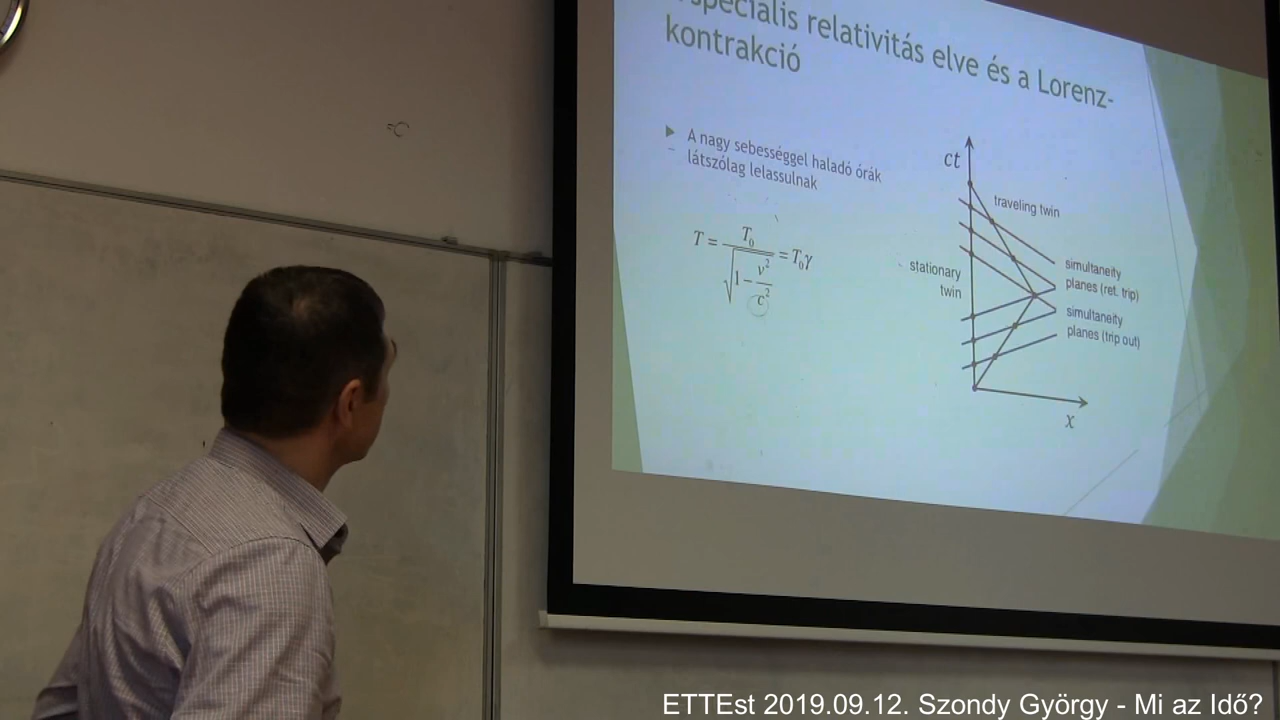 speciális relativitás elve és a Lorenz-
kontrakció
A nagy sebességgel haladó órák
látszólag lelassulnak
T = T₀ / √(1 − v²/c²) = T₀γ
ct
traveling twin
stationary
twin
simultaneity
planes (ret. trip)
simultaneity
planes (trip out)
x
ETTEst 2019.09.12. Szondy György - Mi az Idő?